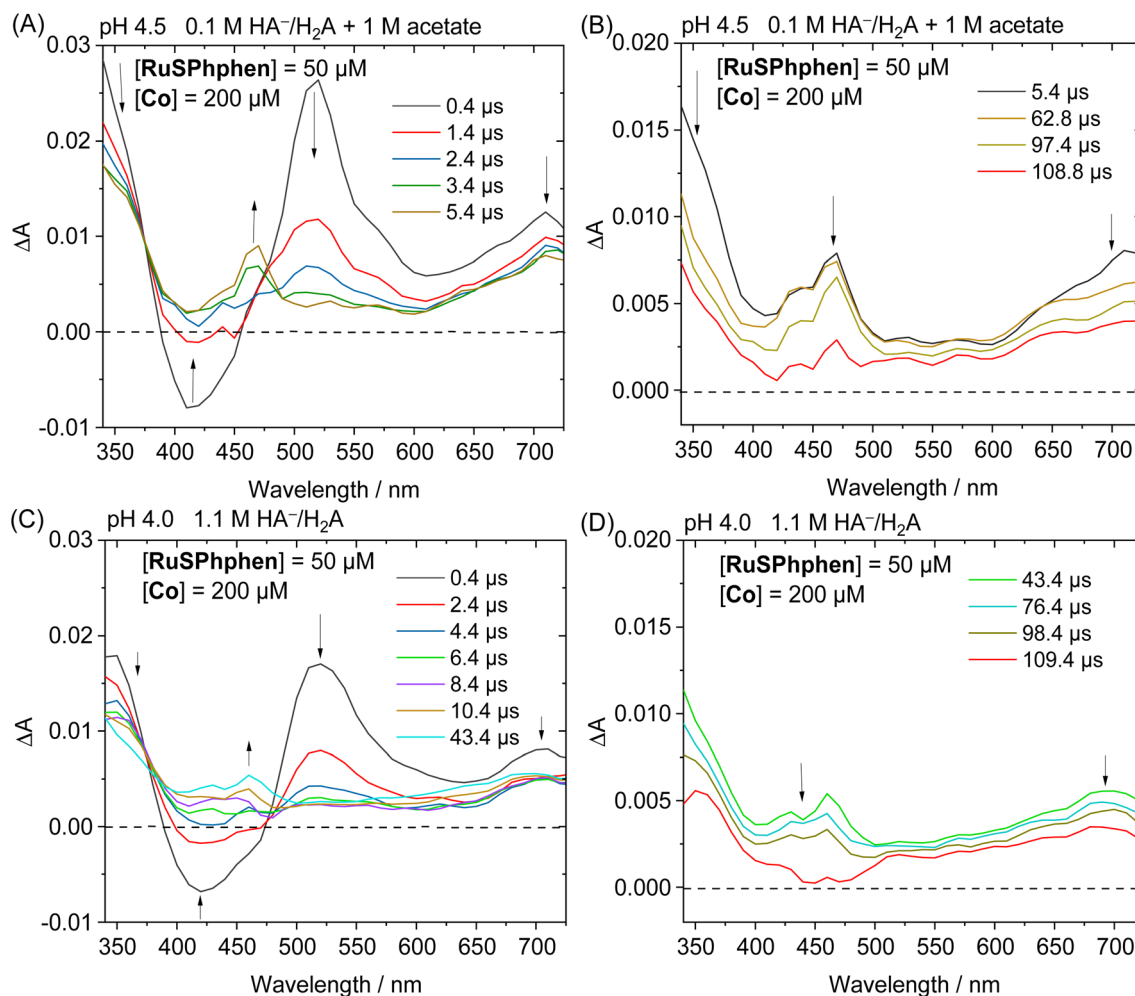 (A)
pH 4.5 0.1 M HA⁻/H₂A + 1 M acetate
0.03
0.02
0.01
0.00
-0.01
ΔA
[RuSPhphen] = 50 µM
[Co] = 200 µM
0.4 µs
1.4 µs
2.4 µs
3.4 µs
5.4 µs
350 400 450 500 550 600 650 700
Wavelength / nm
(B)
pH 4.5 0.1 M HA⁻/H₂A + 1 M acetate
0.020
0.015
0.010
0.005
0.000
ΔA
[RuSPhphen] = 50 µM
[Co] = 200 µM
5.4 µs
62.8 µs
97.4 µs
108.8 µs
350 400 450 500 550 600 650 700
Wavelength / nm
(C)
pH 4.0 1.1 M HA⁻/H₂A
0.03
0.02
0.01
0.00
-0.01
ΔA
[RuSPhphen] = 50 µM
[Co] = 200 µM
0.4 µs
2.4 µs
4.4 µs
6.4 µs
8.4 µs
10.4 µs
43.4 µs
350 400 450 500 550 600 650 700
Wavelength / nm
(D)
pH 4.0 1.1 M HA⁻/H₂A
0.020
0.015
0.010
0.005
0.000
ΔA
[RuSPhphen] = 50 µM
[Co] = 200 µM
43.4 µs
76.4 µs
98.4 µs
109.4 µs
350 400 450 500 550 600 650 700
Wavelength / nm